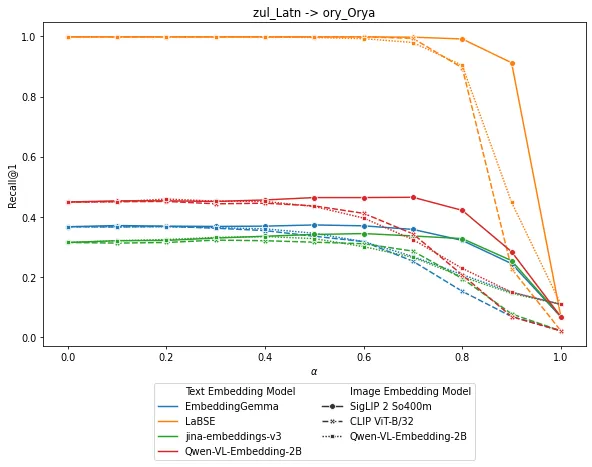 zul_Latn -> ory_Orya
Recall@1
1.0
0.8
0.6
0.4
0.2
0.0
0.0 0.2 0.4 0.6 0.8 1.0
α
Text Embedding Model
EmbeddingGemma
LaBSE
jina-embeddings-v3
Qwen-VL-Embedding-2B
Image Embedding Model
SigLIP 2 So400m
CLIP ViT-B/32
Qwen-VL-Embedding-2B